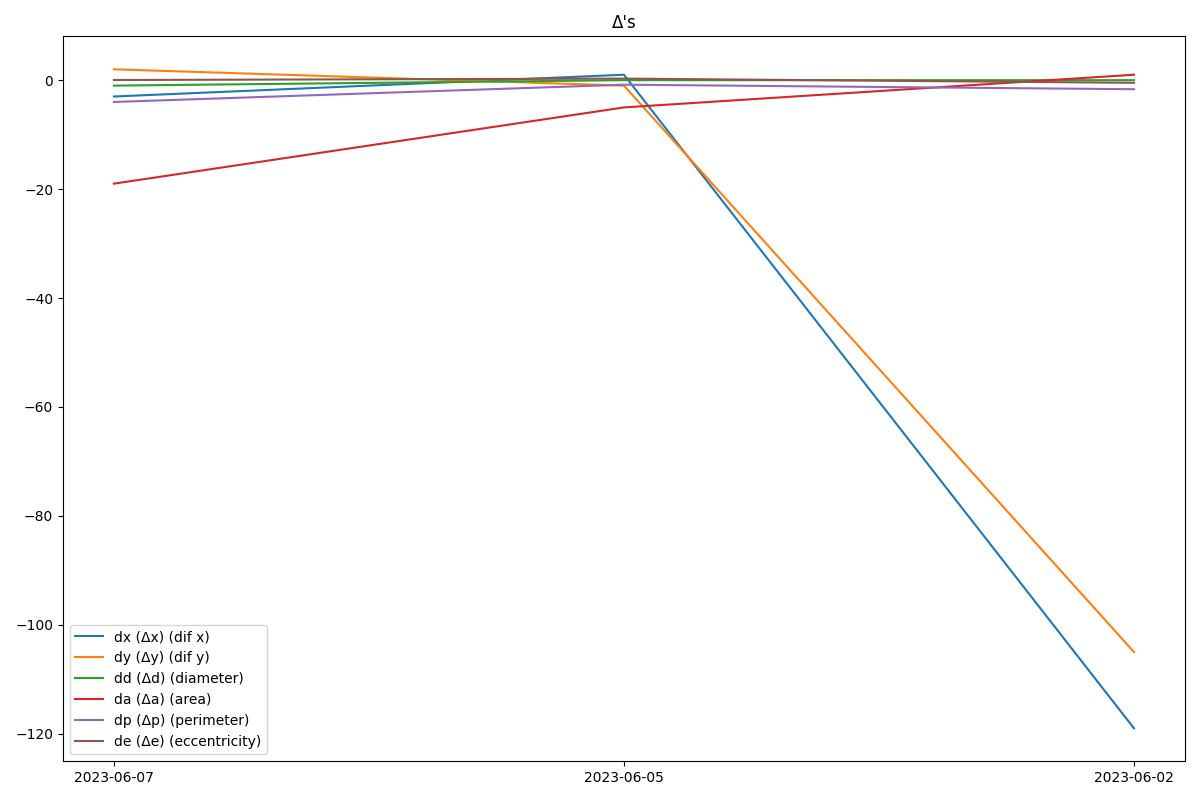 Δ's
0
−20
−40
−60
−80
−100
−120
dx (Δx) (dif x)
dy (Δy) (dif y)
dd (Δd) (diameter)
da (Δa) (area)
dp (Δp) (perimeter)
de (Δe) (eccentricity)
2023-06-07 2023-06-05 2023-06-02